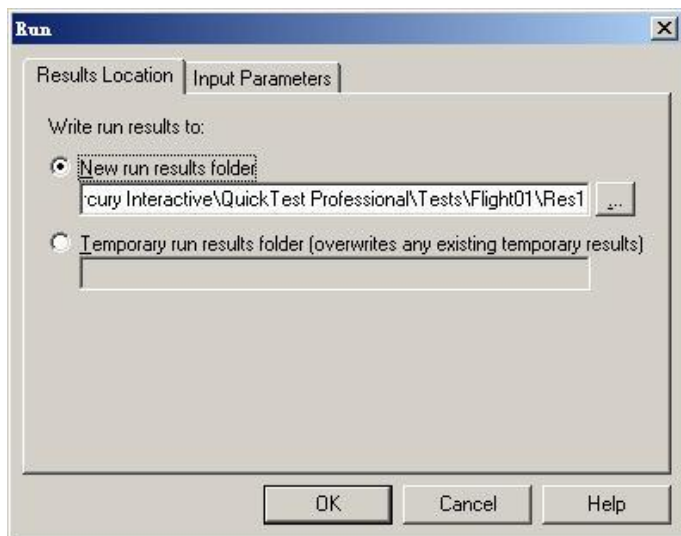 Run
Results Location Input Parameters
Write run results to:
New run results folder
cury Interactive\QuickTest Professional\Tests\Flight01\Res1 ...
Temporary run results folder (overwrites any existing temporary results)
OK Cancel Help